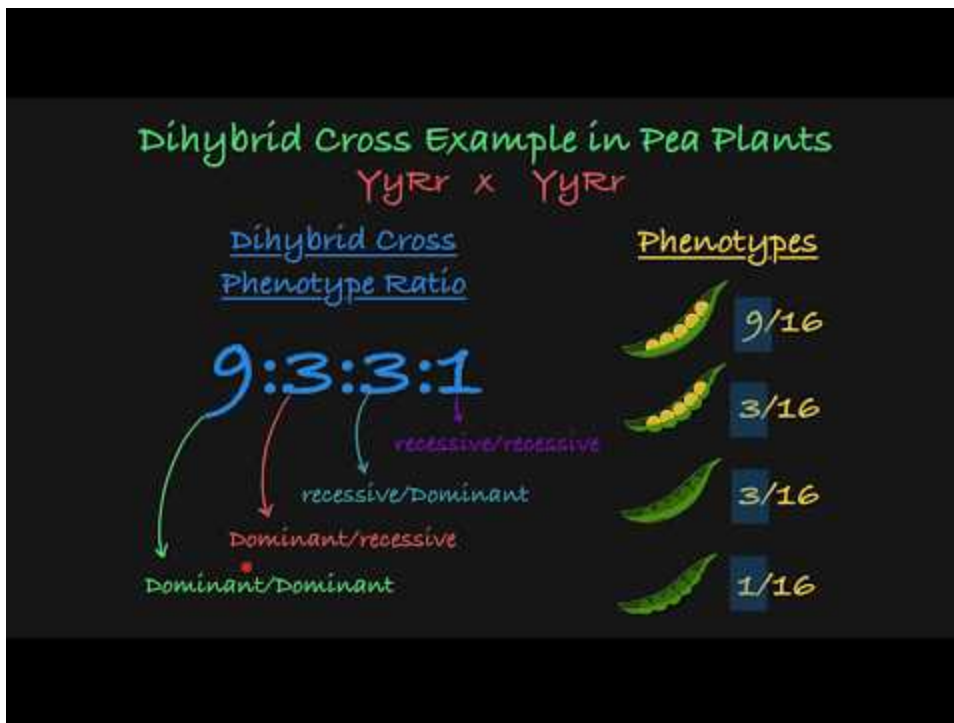 Dihybrid Cross Example in Pea Plants
YyRr x YyRr
Dihybrid Cross
Phenotype Ratio
9:3:3:1
recessive/recessive
recessive/Dominant
Dominant/recessive
Dominant/Dominant
Phenotypes
9/16
3/16
3/16
1/16